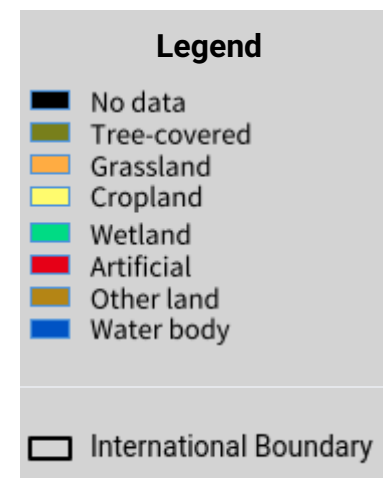 Legend
No data
Tree-covered
Grassland
Cropland
Wetland
Artificial
Other land
Water body
International Boundary